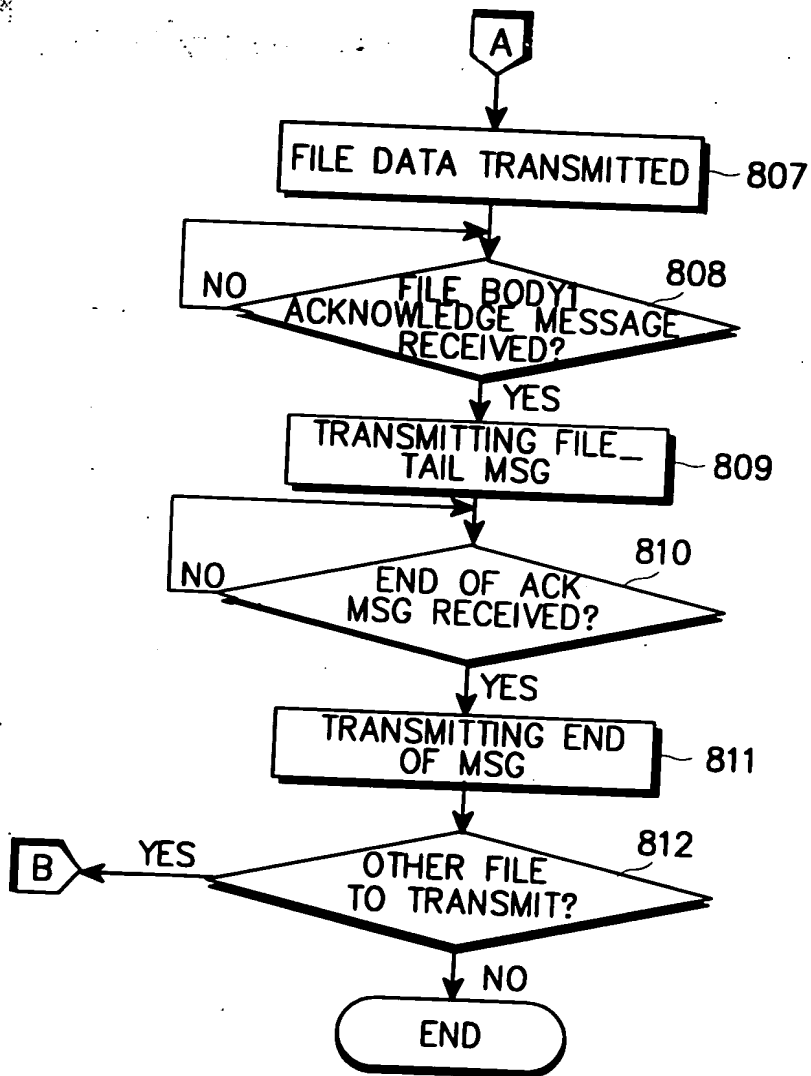 A
FILE DATA TRANSMITTED
807
808
NO
FILE BODY1
ACKNOWLEDGE MESSAGE
RECEIVED?
YES
TRANSMITTING FILE_
TAIL MSG
809
810
NO
END OF ACK
MSG RECEIVED?
YES
TRANSMITTING END
OF MSG
811
812
B
YES
OTHER FILE
TO TRANSMIT?
NO
END